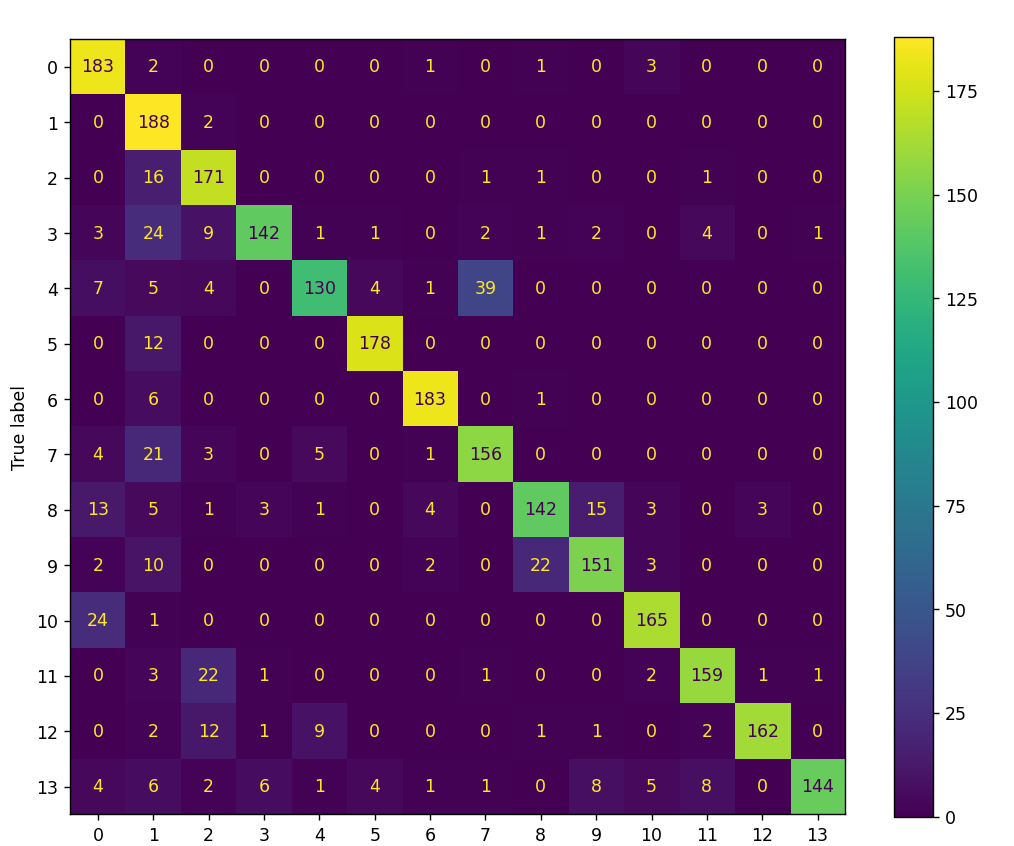 0 183 2 0 0 0 0 1 0 1 0 3 0 0 0
1 0 188 2 0 0 0 0 0 0 0 0 0 0 0
2 0 16 171 0 0 0 0 1 1 0 0 1 0 0
3 3 24 9 142 1 1 0 2 1 2 0 4 0 1
4 7 5 4 0 130 4 1 39 0 0 0 0 0 0
5 0 12 0 0 0 178 0 0 0 0 0 0 0 0
6 0 6 0 0 0 0 183 0 1 0 0 0 0 0
7 4 21 3 0 5 0 1 156 0 0 0 0 0 0
8 13 5 1 3 1 0 4 0 142 15 3 0 3 0
9 2 10 0 0 0 0 2 0 22 151 3 0 0 0
10 24 1 0 0 0 0 0 0 0 0 165 0 0 0
11 0 3 22 1 0 0 0 1 0 0 2 159 1 1
12 0 2 12 1 9 0 0 0 1 1 0 2 162 0
13 4 6 2 6 1 4 1 1 0 8 5 8 0 144
0 1 2 3 4 5 6 7 8 9 10 11 12 13
True label
175
150
125
100
75
50
25
0